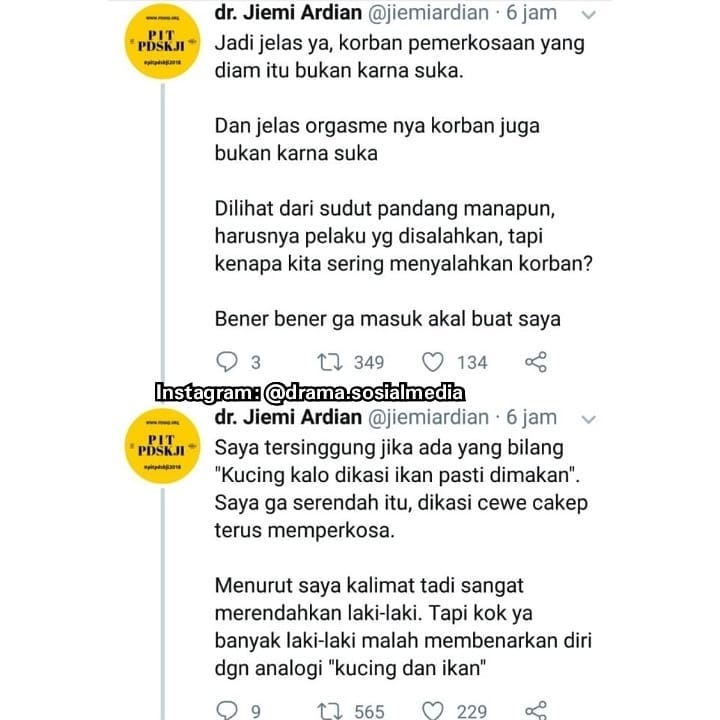 www.pdskji.org
PIT
PDSKJI
#pitpdskji2018
dr. Jiemi Ardian @jiemiardian · 6 jam
Jadi jelas ya, korban pemerkosaan yang
diam itu bukan karna suka.
Dan jelas orgasme nya korban juga
bukan karna suka
Dilihat dari sudut pandang manapun,
harusnya pelaku yg disalahkan, tapi
kenapa kita sering menyalahkan korban?
Bener bener ga masuk akal buat saya
3 349 134
Instagram: @drama.sosialmedia
PIT
PDSKJI
#pitpdskji2018
dr. Jiemi Ardian @jiemiardian · 6 jam
Saya tersinggung jika ada yang bilang
"Kucing kalo dikasi ikan pasti dimakan".
Saya ga serendah itu, dikasi cewe cakep
terus memperkosa.
Menurut saya kalimat tadi sangat
merendahkan laki-laki. Tapi kok ya
banyak laki-laki malah membenarkan diri
dgn analogi "kucing dan ikan"
9 565 229